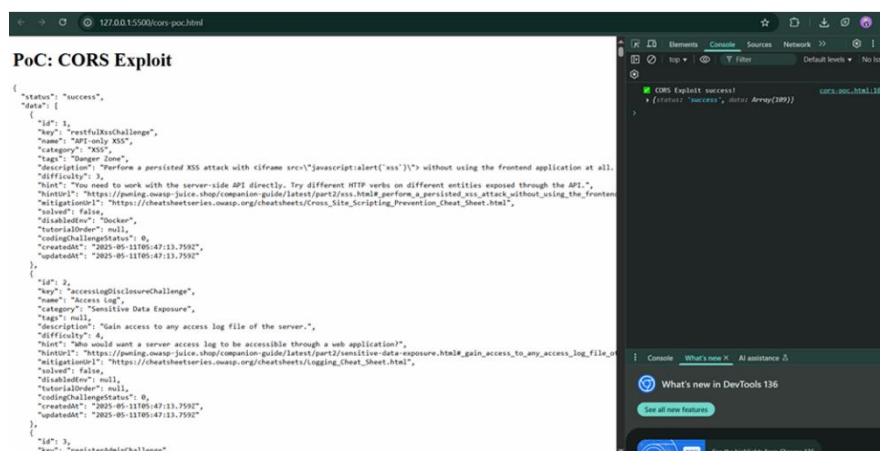 127.0.0.1:5500/cors-poc.html
PoC: CORS Exploit
{
"status": "success",
"data": [
{
"id": 1,
"key": "restfulXssChallenge",
"name": "API-only XSS",
"category": "XSS",
"tags": "Danger Zone",
"description": "Perform a *persisted* XSS attack with <iframe src=\"javascript:alert(`xss`)\"> without using the frontend application at all.
"difficulty": 3,
"hint": "You need to work with the server-side API directly. Try different HTTP verbs on different entities exposed through the API.",
"hintUrl": "https://pwning.owasp-juice.shop/companion-guide/latest/part2/xss.html#_perform_a_persisted_xss_attack_without_using_the_fronten
"mitigationUrl": "https://cheatsheetseries.owasp.org/cheatsheets/Cross_Site_Scripting_Prevention_Cheat_Sheet.html",
"solved": false,
"disabledEnv": "Docker",
"tutorialOrder": null,
"codingChallengeStatus": 0,
"createdAt": "2025-05-11T05:47:13.759Z",
"updatedAt": "2025-05-11T05:47:13.759Z"
},
{
"id": 2,
"key": "accessLogDisclosureChallenge",
"name": "Access Log",
"category": "Sensitive Data Exposure",
"tags": null,
"description": "Gain access to any access log file of the server.",
"difficulty": 4,
"hint": "Who would want a server access log to be accessible through a web application?",
"hintUrl": "https://pwning.owasp-juice.shop/companion-guide/latest/part2/sensitive-data-exposure.html#_gain_access_to_any_access_log_file_of
"mitigationUrl": "https://cheatsheetseries.owasp.org/cheatsheets/Logging_Cheat_Sheet.html",
"solved": false,
"disabledEnv": null,
"tutorialOrder": null,
"codingChallengeStatus": 0,
"createdAt": "2025-05-11T05:47:13.759Z",
"updatedAt": "2025-05-11T05:47:13.759Z"
},
{
"id": 3,
"key": "registerAdminChallenge",
Elements Console Sources Network
top Filter Default levels No Iss
CORS Exploit success! cors-poc.html:18
{status: 'success', data: Array(109)}
Console What's new AI assistance
What's new in DevTools 136
See all new features